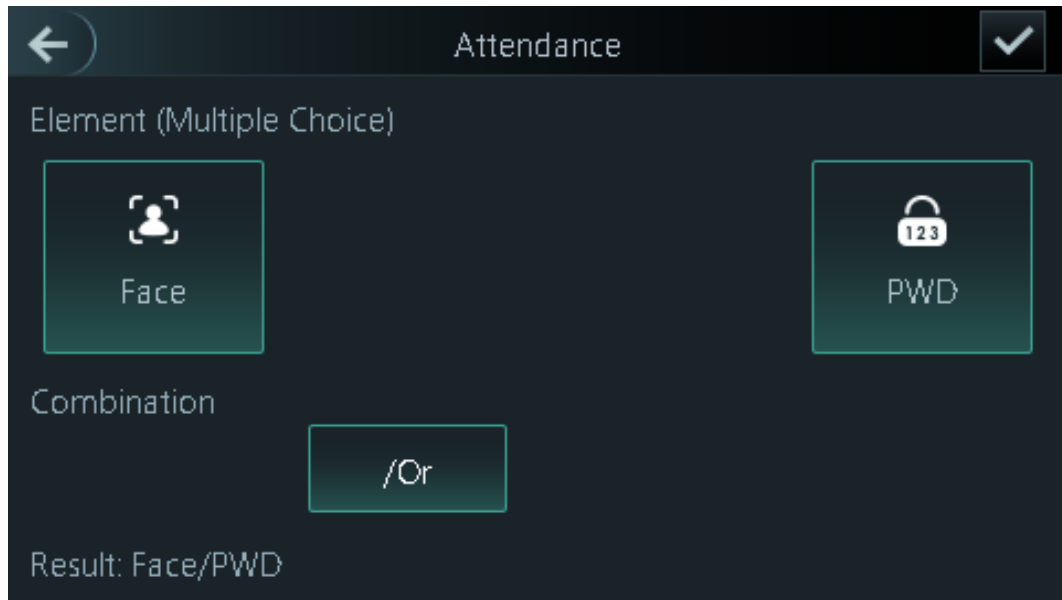 Attendance
Element (Multiple Choice)
Face
123
PWD
Combination
/Or
Result: Face/PWD